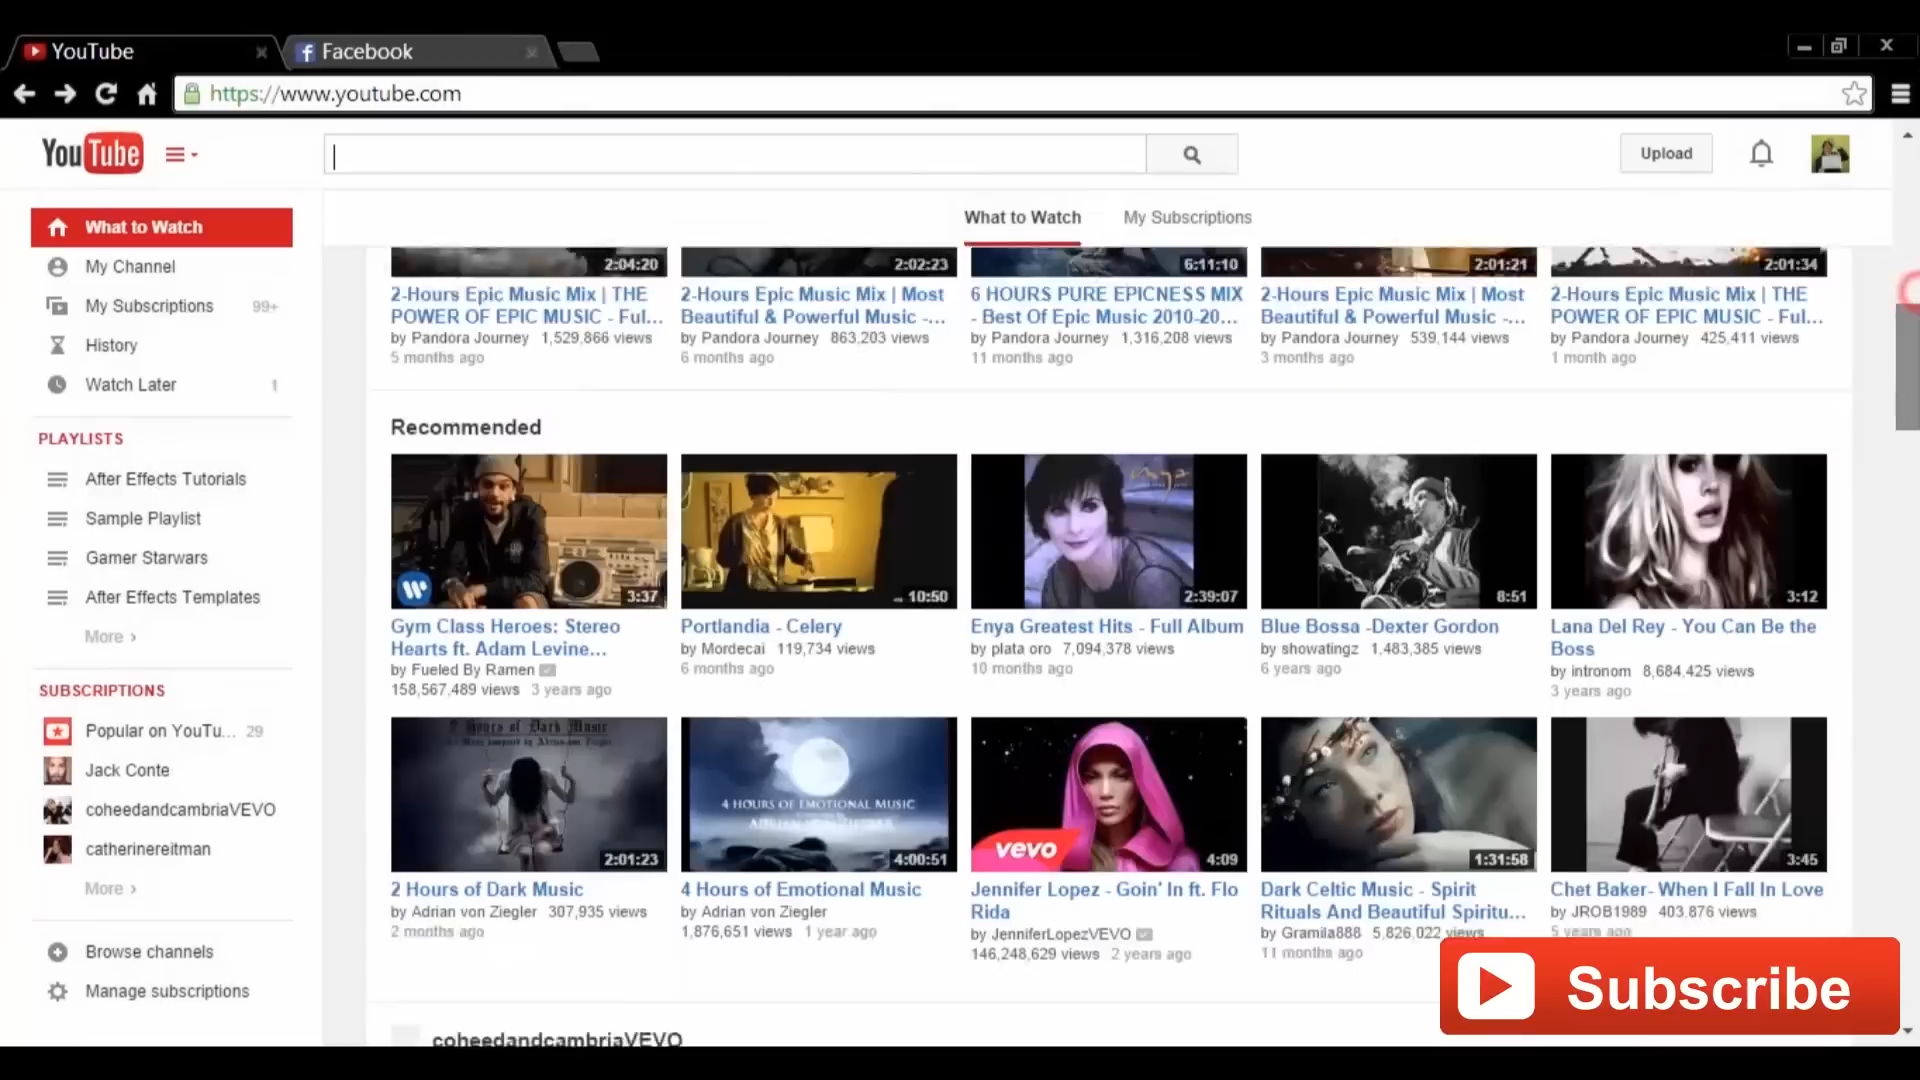 YouTube
Facebook
https://www.youtube.com
YouTube
Upload
What to Watch
My Channel
My Subscriptions 99+
History
Watch Later 1
PLAYLISTS
After Effects Tutorials
Sample Playlist
Gamer Starwars
After Effects Templates
More ›
SUBSCRIPTIONS
Popular on YouTu... 29
Jack Conte
coheedandcambriaVEVO
catherinereitman
More ›
Browse channels
Manage subscriptions
What to Watch
My Subscriptions
2:04:20
2-Hours Epic Music Mix | THE
POWER OF EPIC MUSIC - Ful...
by Pandora Journey 1,529,866 views
5 months ago
2:02:23
2-Hours Epic Music Mix | Most
Beautiful & Powerful Music -...
by Pandora Journey 863,203 views
6 months ago
6:11:10
6 HOURS PURE EPICNESS MIX
- Best Of Epic Music 2010-20...
by Pandora Journey 1,316,208 views
11 months ago
2:01:21
2-Hours Epic Music Mix | Most
Beautiful & Powerful Music -...
by Pandora Journey 539,144 views
3 months ago
2:01:34
2-Hours Epic Music Mix | THE
POWER OF EPIC MUSIC - Ful...
by Pandora Journey 425,411 views
1 month ago
Recommended
3:37
Gym Class Heroes: Stereo
Hearts ft. Adam Levine...
by Fueled By Ramen
158,567,489 views 3 years ago
10:50
Portlandia - Celery
by Mordecai 119,734 views
6 months ago
enya
2:39:07
Enya Greatest Hits - Full Album
by plata oro 7,094,378 views
10 months ago
8:51
Blue Bossa -Dexter Gordon
by showatingz 1,483,385 views
6 years ago
3:12
Lana Del Rey - You Can Be the
Boss
by intronom 8,684,425 views
3 years ago
2 Hours of Dark Music
2:01:23
2 Hours of Dark Music
by Adrian von Ziegler 307,935 views
2 months ago
4 HOURS OF EMOTIONAL MUSIC
ADRIAN VON ZIEGLER
4:00:51
4 Hours of Emotional Music
by Adrian von Ziegler
1,876,651 views 1 year ago
vevo
4:09
Jennifer Lopez - Goin' In ft. Flo
Rida
by JenniferLopezVEVO
146,248,629 views 2 years ago
1:31:58
Dark Celtic Music - Spirit
Rituals And Beautiful Spiritu...
by Gramila888 5,826,022 views
11 months ago
3:45
Chet Baker- When I Fall In Love
by JROB1989 403,876 views
5 years ago
coheedandcambriaVEVO
Subscribe